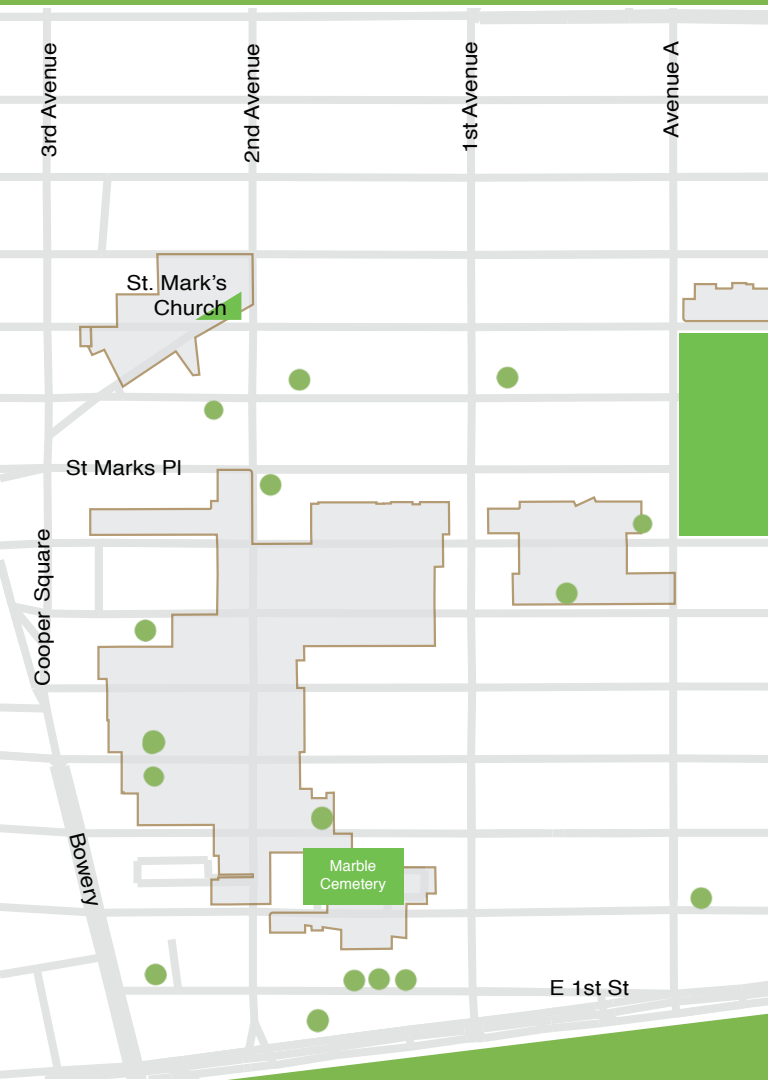 3rd Avenue
2nd Avenue
1st Avenue
Avenue A
St. Mark's
Church
St Marks Pl
Cooper Square
Bowery
Marble
Cemetery
E 1st St